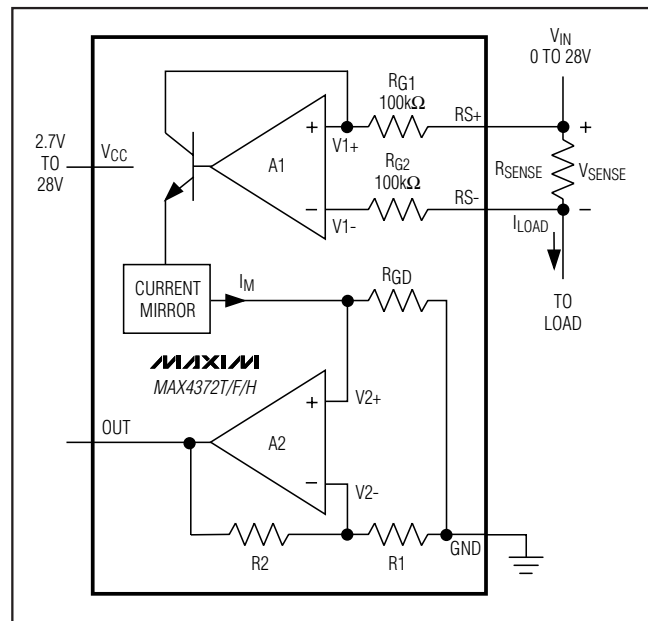 VIN
0 TO 28V
RG1
100kΩ
RS+
+
V1+
A1
2.7V
TO
28V
VCC
RG2
100kΩ
RSENSE
VSENSE
+
−
V1-
RS-
−
ILOAD
CURRENT
MIRROR
IM
RGD
TO
LOAD
MAXIM
MAX4372T/F/H
+
V2+
OUT
A2
−
V2-
GND
R2
R1